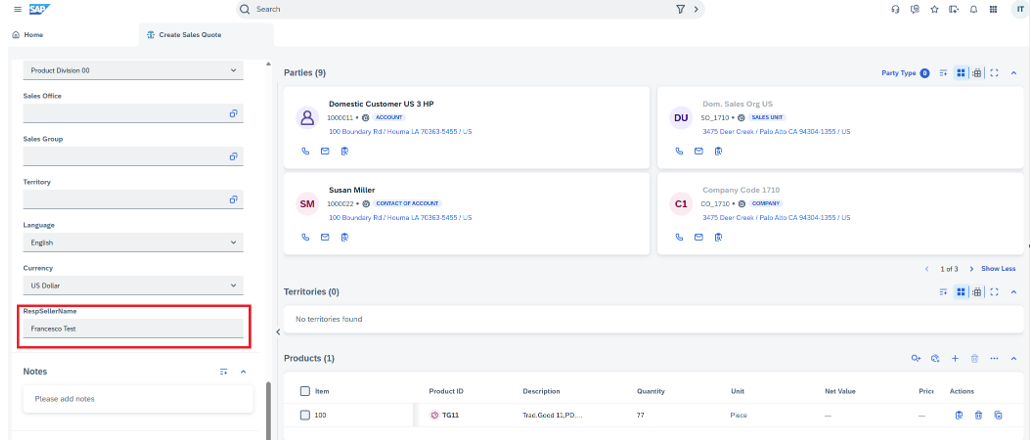 SAP
Search
IT
Home
Create Sales Quote
Product Division 00
Sales Office
Sales Group
Territory
Language
English
Currency
US Dollar
RespSellerName
Francesco Test
Notes
Please add notes
Parties (9)
Party Type 8
Domestic Customer US 3 HP
1000011 • ACCOUNT
100 Boundary Rd / Houma LA 70363-5455 / US
DU
Dom. Sales Org US
SO_1710 • SALES UNIT
3475 Deer Creek / Palo Alto CA 94304-1355 / US
SM
Susan Miller
1000022 • CONTACT OF ACCOUNT
100 Boundary Rd / Houma LA 70363-5455 / US
C1
Company Code 1710
CO_1710 • COMPANY
3475 Deer Creek / Palo Alto CA 94304-1355 / US
1 of 3
Show Less
Territories (0)
No territories found
Products (1)
Item Product ID Description Quantity Unit Net Value Price Actions
100 TG11 Trad.Good 11,PD,... 77 Piece — —